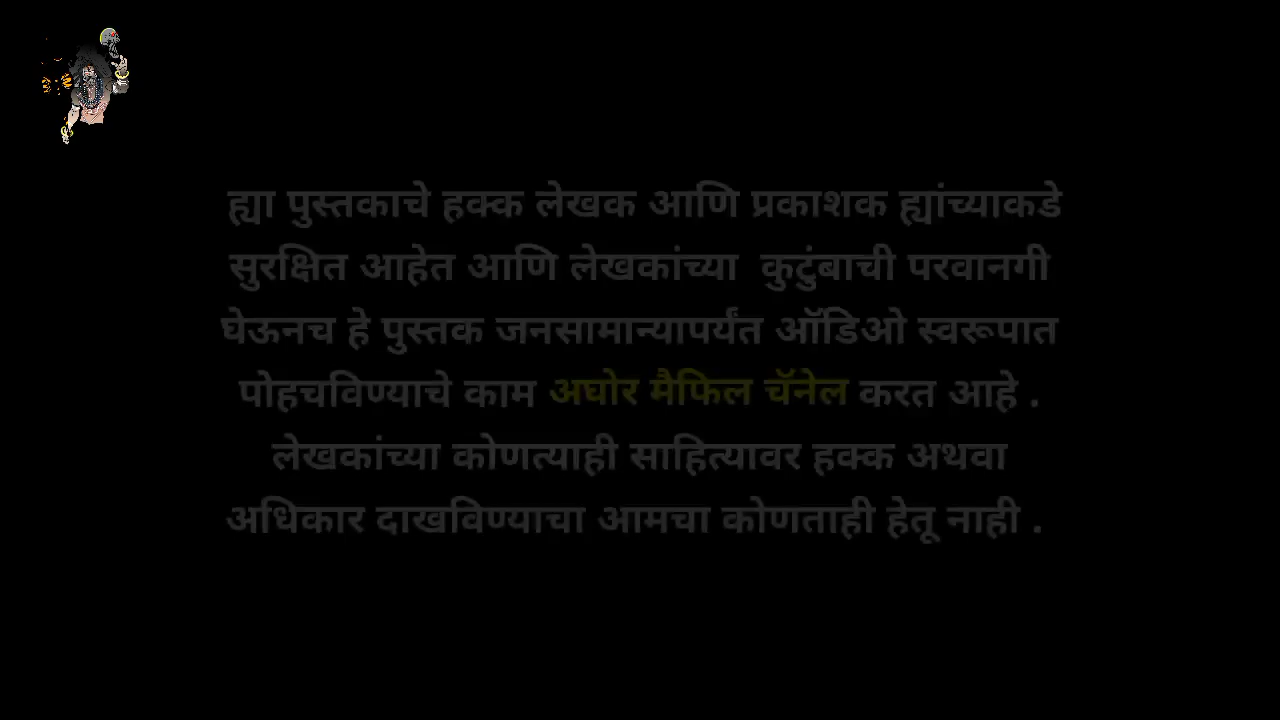 ह्या पुस्तकाचे हक्क लेखक आणि प्रकाशक ह्यांच्याकडे
सुरक्षित आहेत आणि लेखकांच्या कुटुंबाची परवानगी
घेऊनच हे पुस्तक जनसामान्यापर्यंत ऑडिओ स्वरूपात
पोहचविण्याचे काम अघोर मैफिल चॅनेल करत आहे .
लेखकांच्या कोणत्याही साहित्यावर हक्क अथवा
अधिकार दाखविण्याचा आमचा कोणताही हेतू नाही .